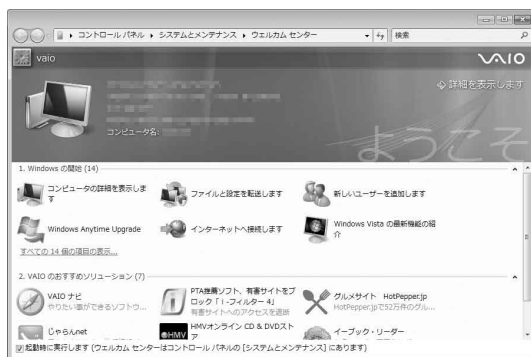 コントロール パネル ▸ システムとメンテナンス ▸ ウェルカム センター
検索
vaio
VAIO
詳細を表示します
コンピュータ名:
ようこそ
1. Windows の開始 (14)
コンピュータの詳細を表示しま
す
ファイルと設定を転送します
新しいユーザーを追加します
Windows Anytime Upgrade
インターネットへ接続します
Windows Vista の最新機能の紹
介
すべての 14 個の項目の表示...
2. VAIO のおすすめソリューション (7)
VAIO ナビ
やりたい事ができるソフトウ...
PTA推薦ソフト、有害サイトをブ
ロック「i -フィルター 4」
有害サイトへのアクセスを遮断
グルメサイト HotPepper.jp
HotPepper.jpで52万件のグル...
じゃらんnet
HMV
HMVオンライン CD & DVDスト
ア
イーブック・リーダー
起動時に実行します (ウェルカム センターはコントロール パネルの [システムとメンテナンス] にあります)